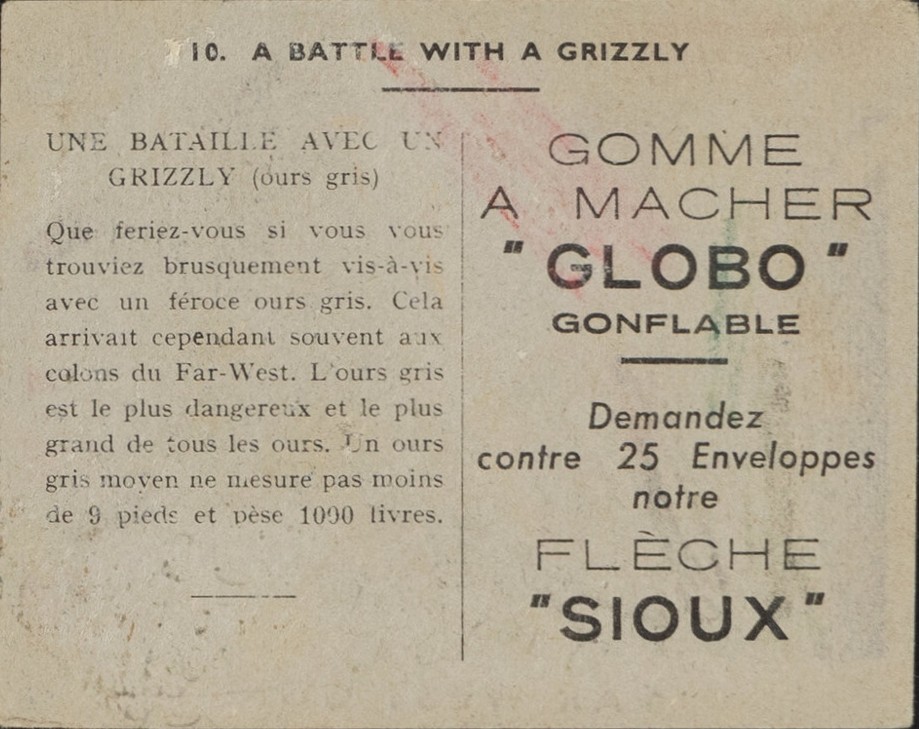 10. A BATTLE WITH A GRIZZLY
UNE BATAILLE AVEC UN
GRIZZLY (ours gris)
Que feriez-vous si vous vous
trouviez brusquement vis-à-vis
avec un féroce ours gris. Cela
arrivait cependant souvent aux
colons du Far-West. L'ours gris
est le plus dangereux et le plus
grand de tous les ours. Un ours
gris moyen ne mesure pas moins
de 9 pieds et pèse 1000 livres.
GOMME
A MACHER
"GLOBO"
GONFLABLE
Demandez
contre 25 Enveloppes
notre
FLÈCHE
"SIOUX"